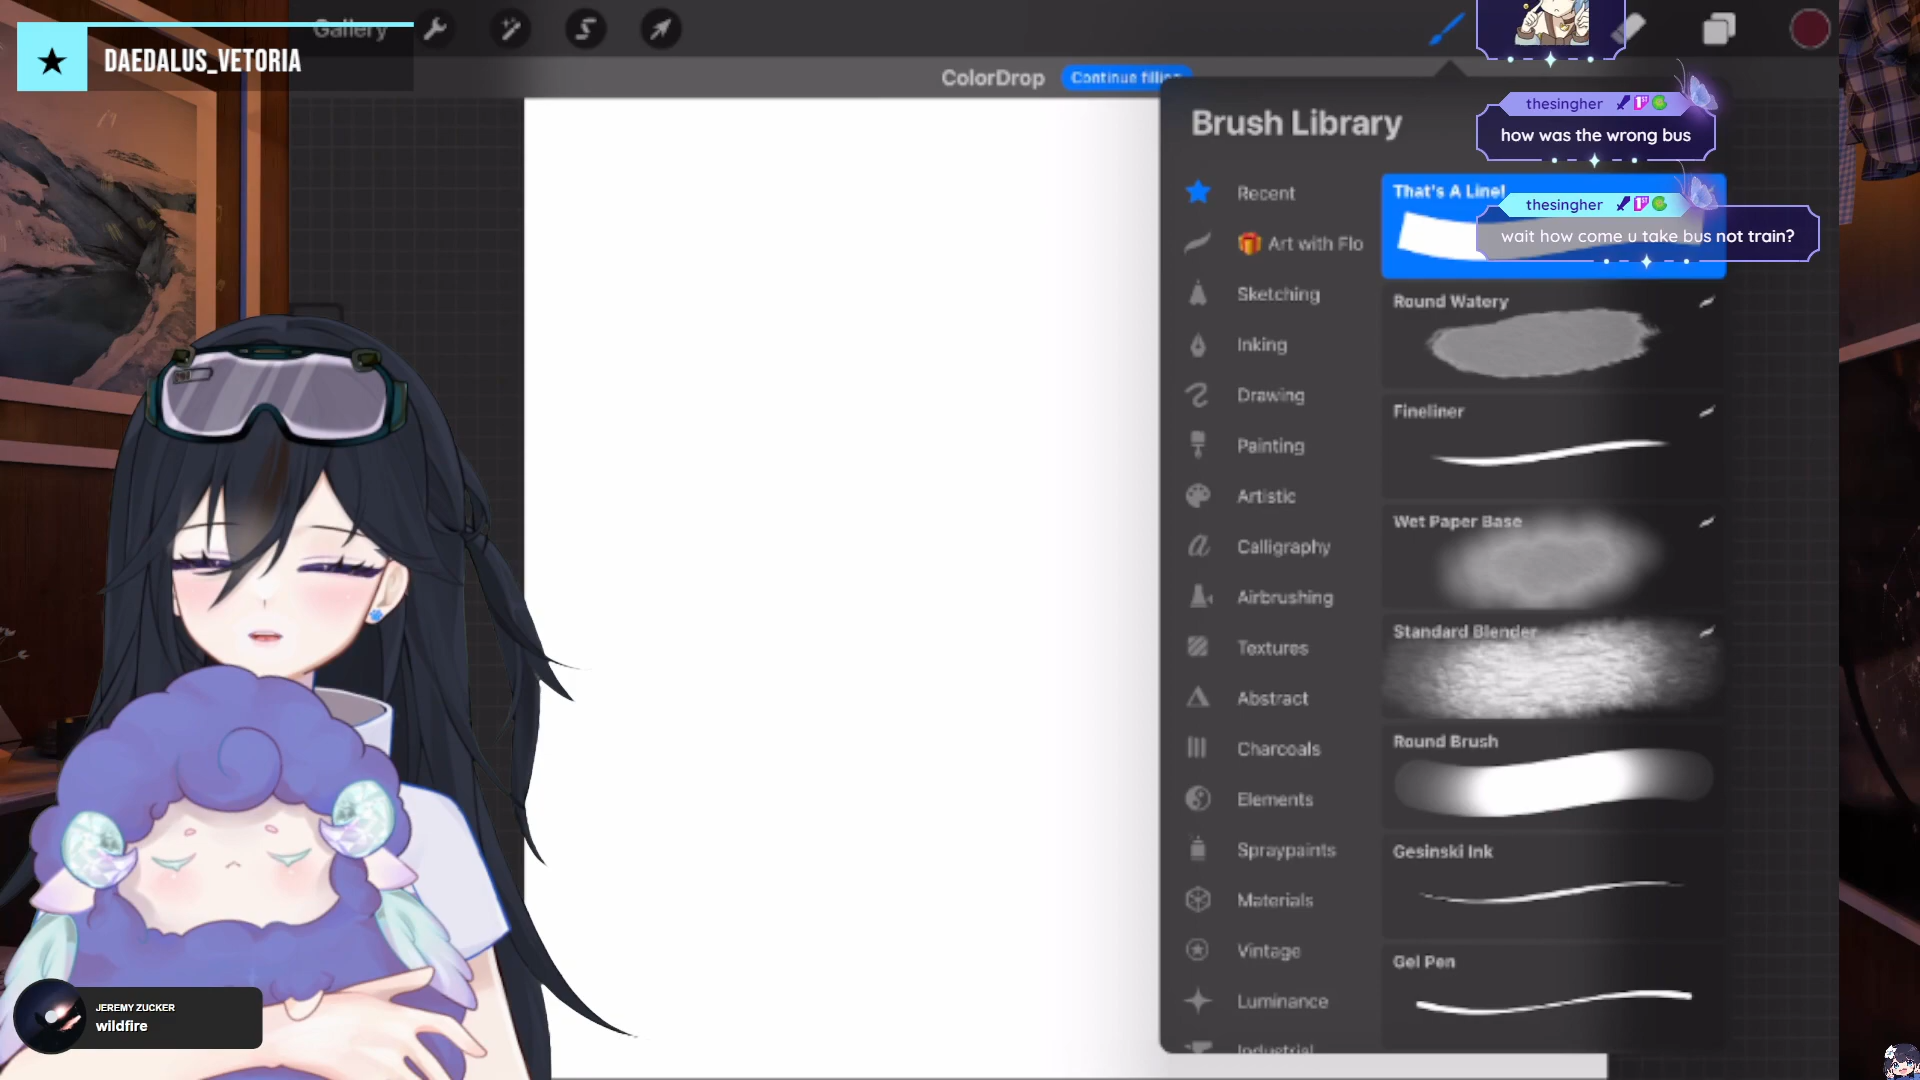 Gallery
DAEDALUS_VETORIA
ColorDrop
Brush Library
thesingher
how was the wrong bus
thesingher
wait how come u take bus not train?
Recent
Art with Flo
Sketching
Inking
Drawing
Painting
Artistic
Calligraphy
Airbrushing
Textures
Abstract
Charcoals
Elements
Spraypaints
Materials
Vintage
Luminance
That's A Line!
Round Watery
Fineliner
Wet Paper Base
Standard Blender
Round Brush
Gesinski Ink
Gel Pen
JEREMY ZUCKER
wildfire